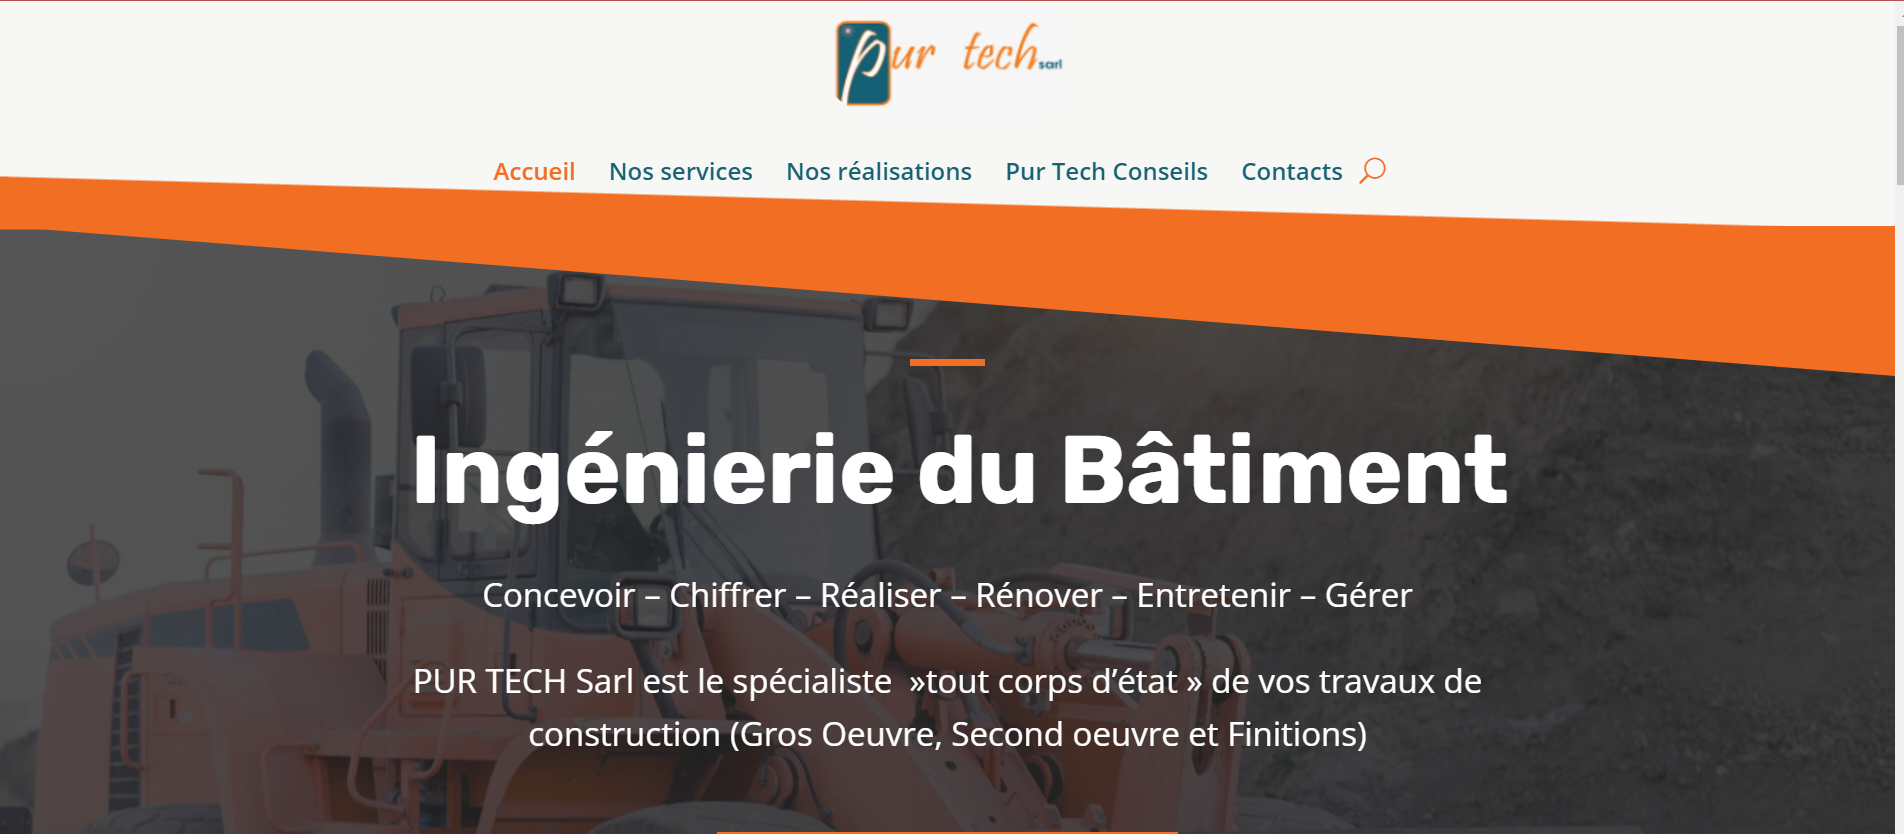 pur tech sarl
Accueil Nos services Nos réalisations Pur Tech Conseils Contacts
Ingénierie du Bâtiment
Concevoir – Chiffrer – Réaliser – Rénover – Entretenir – Gérer
PUR TECH Sarl est le spécialiste »tout corps d’état » de vos travaux de
construction (Gros Oeuvre, Second oeuvre et Finitions)